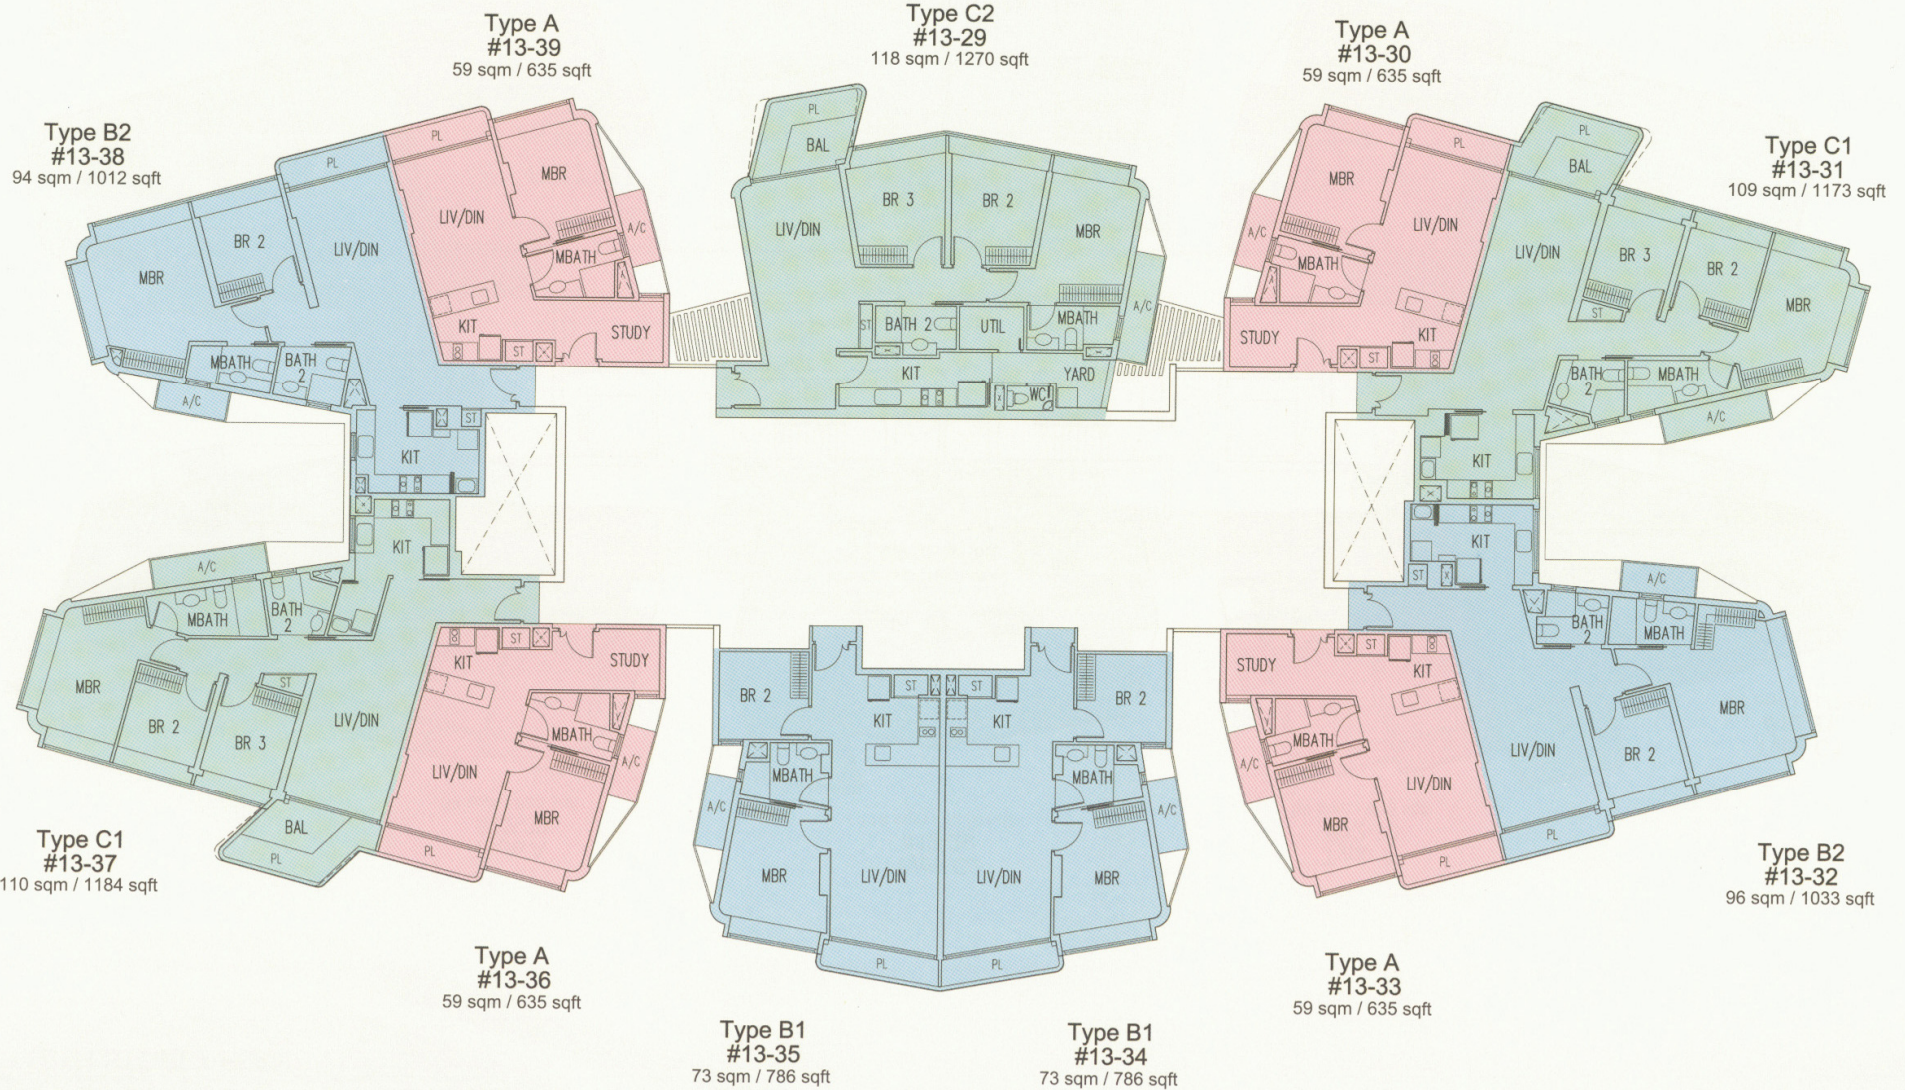 Type A
#13-39
59 sqm / 635 sqft
Type C2
#13-29
118 sqm / 1270 sqft
Type A
#13-30
59 sqm / 635 sqft
Type B2
#13-38
94 sqm / 1012 sqft
Type C1
#13-31
109 sqm / 1173 sqft
PL
PL
MBR
LIV/DIN
A/C
MBATH
KIT
ST
STUDY
BR 2
LIV/DIN
MBR
MBATH
BATH
2
A/C
ST
KIT
PL
BAL
LIV/DIN
BR 3
BR 2
MBR
A/C
ST
BATH 2
UTIL
MBATH
KIT
YARD
WC
PL
MBR
LIV/DIN
A/C
MBATH
STUDY
ST
KIT
PL
BAL
LIV/DIN
BR 3
BR 2
MBR
ST
BATH
2
MBATH
A/C
KIT
KIT
A/C
MBATH
BATH
2
MBR
BR 2
BR 3
ST
LIV/DIN
BAL
PL
KIT
ST
STUDY
MBATH
A/C
LIV/DIN
MBR
PL
BR 2
ST
KIT
MBATH
A/C
MBR
LIV/DIN
PL
ST
KIT
BR 2
MBATH
A/C
LIV/DIN
MBR
PL
STUDY
ST
KIT
MBATH
A/C
LIV/DIN
MBR
PL
KIT
ST
A/C
BATH
2
MBATH
MBR
BR 2
LIV/DIN
PL
Type C1
#13-37
110 sqm / 1184 sqft
Type B2
#13-32
96 sqm / 1033 sqft
Type A
#13-36
59 sqm / 635 sqft
Type A
#13-33
59 sqm / 635 sqft
Type B1
#13-35
73 sqm / 786 sqft
Type B1
#13-34
73 sqm / 786 sqft